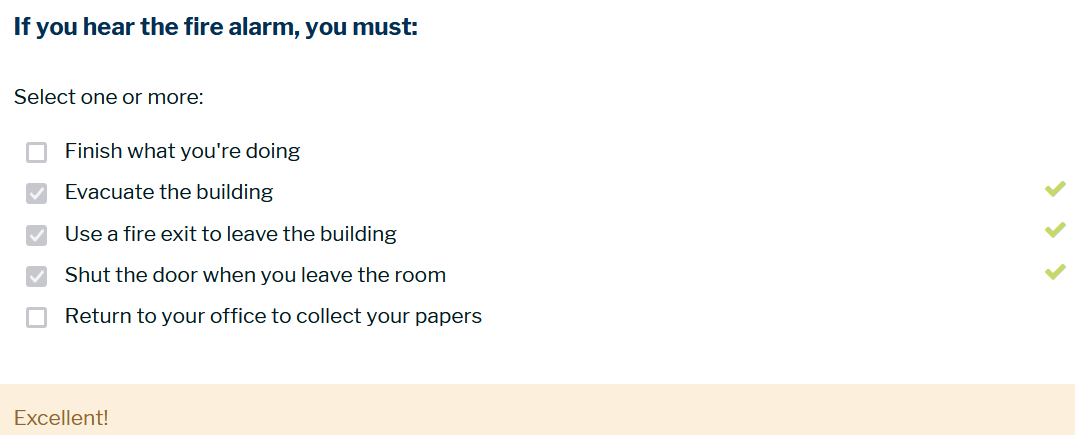 If you hear the fire alarm, you must:
Select one or more:
Finish what you're doing
Evacuate the building
Use a fire exit to leave the building
Shut the door when you leave the room
Return to your office to collect your papers
Excellent!